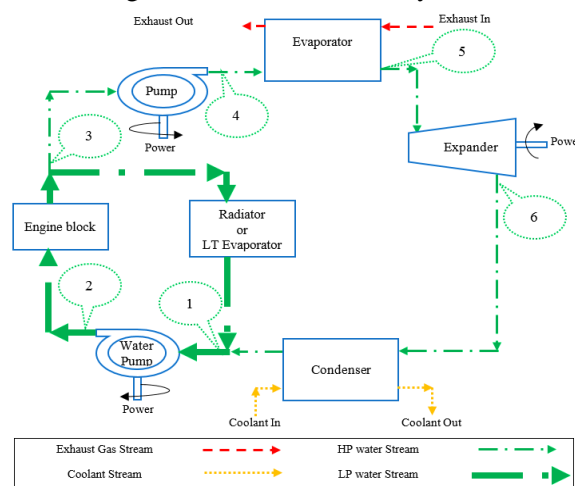 Exhaust Out
Exhaust In
Evaporator
5
Pump
4
3
Power
Expander
Powe
6
Engine block
Radiator
or
LT Evaporator
2
1
Water
Pump
Power
Condenser
Coolant In
Coolant Out
Exhaust Gas Stream
HP water Stream
Coolant Stream
LP water Stream